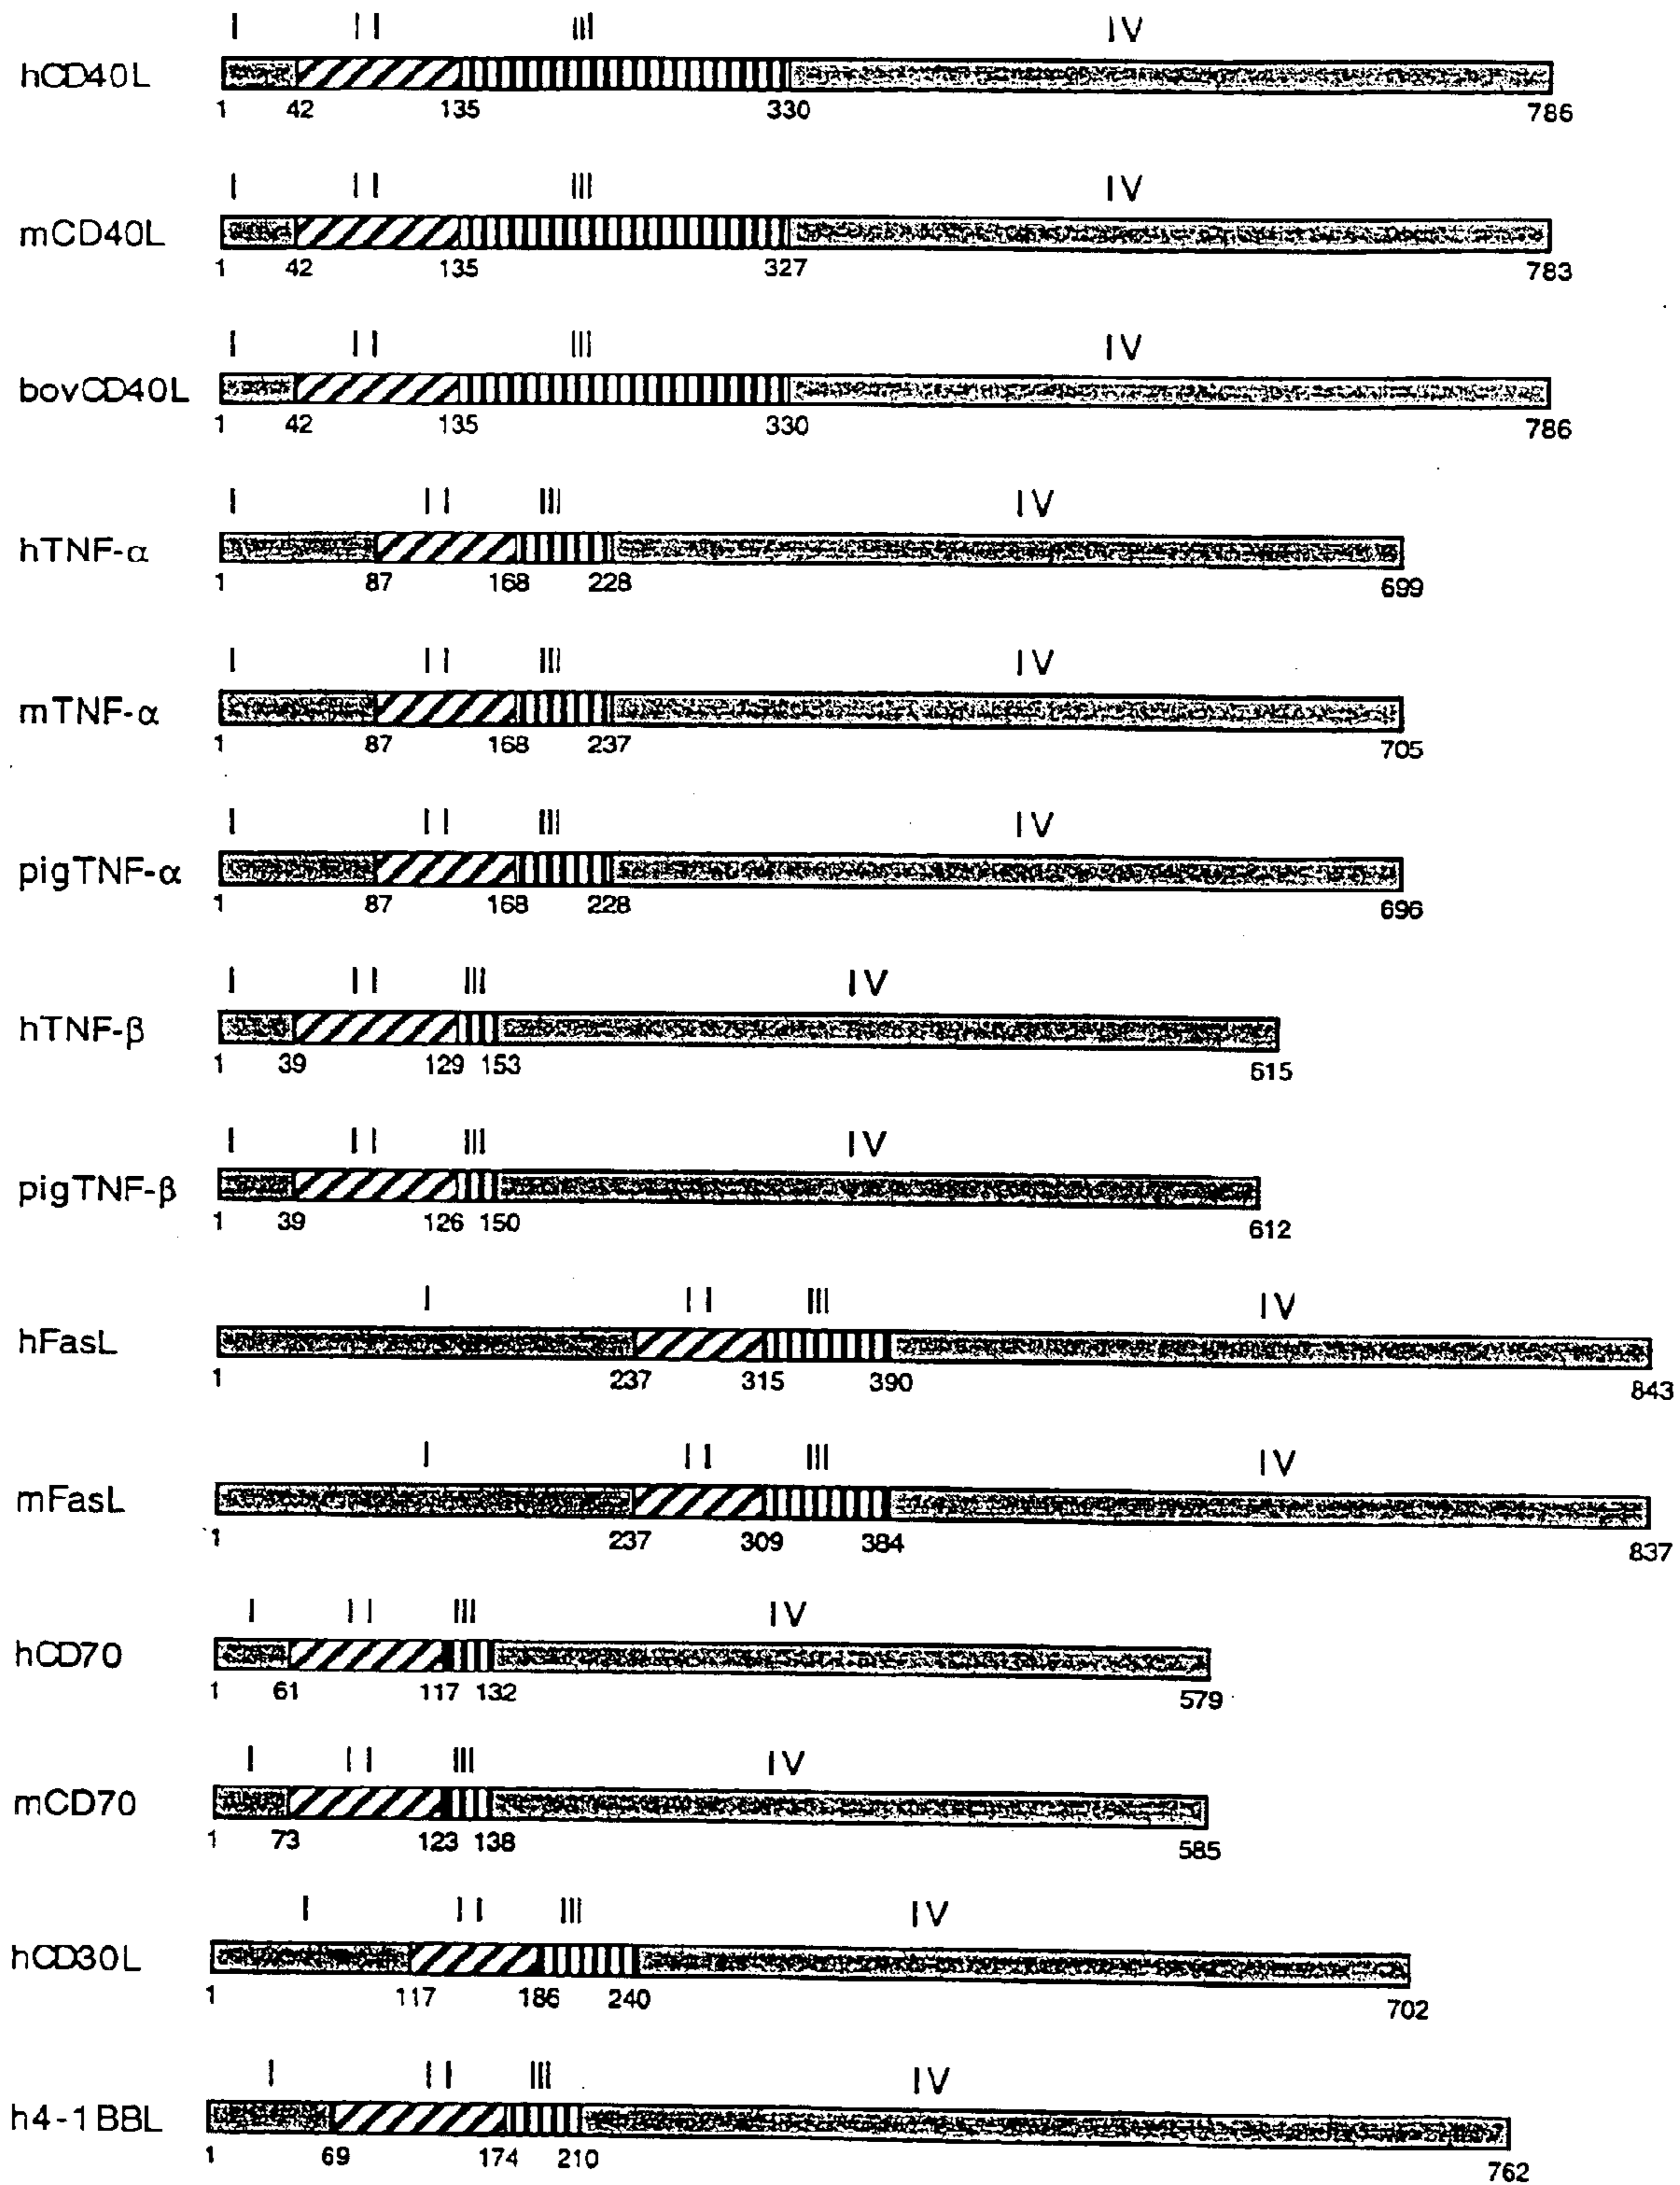 I II III IV
hCD40L
1 42 135 330 786
I II III IV
mCD40L
1 42 135 327 783
I II III IV
bovCD40L
1 42 135 330 786
I II III IV
hTNF-α
1 87 168 228 699
I II III IV
mTNF-α
1 87 168 237 705
I II III IV
pigTNF-α
1 87 168 228 696
I II III IV
hTNF-β
1 39 129 153 615
I II III IV
pigTNF-β
1 39 126 150 612
I II III IV
hFasL
1 237 315 390 843
I II III IV
mFasL
1 237 309 384 837
I II III IV
hCD70
1 61 117 132 579
I II III IV
mCD70
1 73 123 138 585
I II III IV
hCD30L
1 117 186 240 702
I II III IV
h4-1BBL
1 69 174 210 762